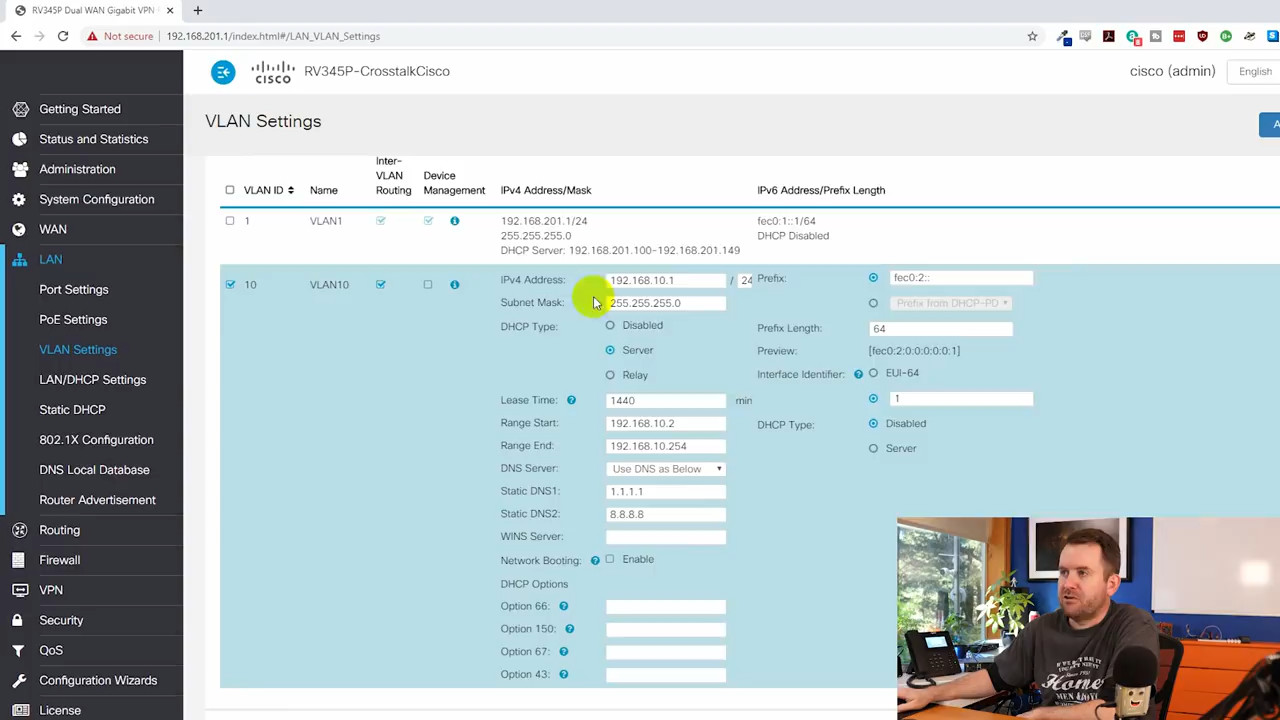 RV345P Dual WAN Gigabit VPN
Not secure 192.168.201.1/index.html#/LAN_VLAN_Settings
CISCO RV345P-CrosstalkCisco
cisco (admin) English
VLAN Settings
A
Getting Started
Status and Statistics
Administration
System Configuration
WAN
LAN
Port Settings
PoE Settings
VLAN Settings
LAN/DHCP Settings
Static DHCP
802.1X Configuration
DNS Local Database
Router Advertisement
Routing
Firewall
VPN
Security
QoS
Configuration Wizards
License
VLAN ID Name Inter-VLAN Routing Device Management IPv4 Address/Mask IPv6 Address/Prefix Length
1 VLAN1 192.168.201.1/24 fec0:1::1/64
255.255.255.0 DHCP Disabled
DHCP Server: 192.168.201.100-192.168.201.149
10 VLAN10 IPv4 Address: 192.168.10.1 / 24 Prefix: fec0:2::
Subnet Mask: 255.255.255.0 Prefix from DHCP-PD
DHCP Type: Disabled Prefix Length: 64
Server Preview: [fec0:2:0:0:0:0:0:1]
Relay Interface Identifier: EUI-64
Lease Time: 1440 min 1
Range Start: 192.168.10.2 DHCP Type: Disabled
Range End: 192.168.10.254 Server
DNS Server: Use DNS as Below
Static DNS1: 1.1.1.1
Static DNS2: 8.8.8.8
WINS Server:
Network Booting: Enable
DHCP Options
Option 66:
Option 150:
Option 67:
Option 43:
Home